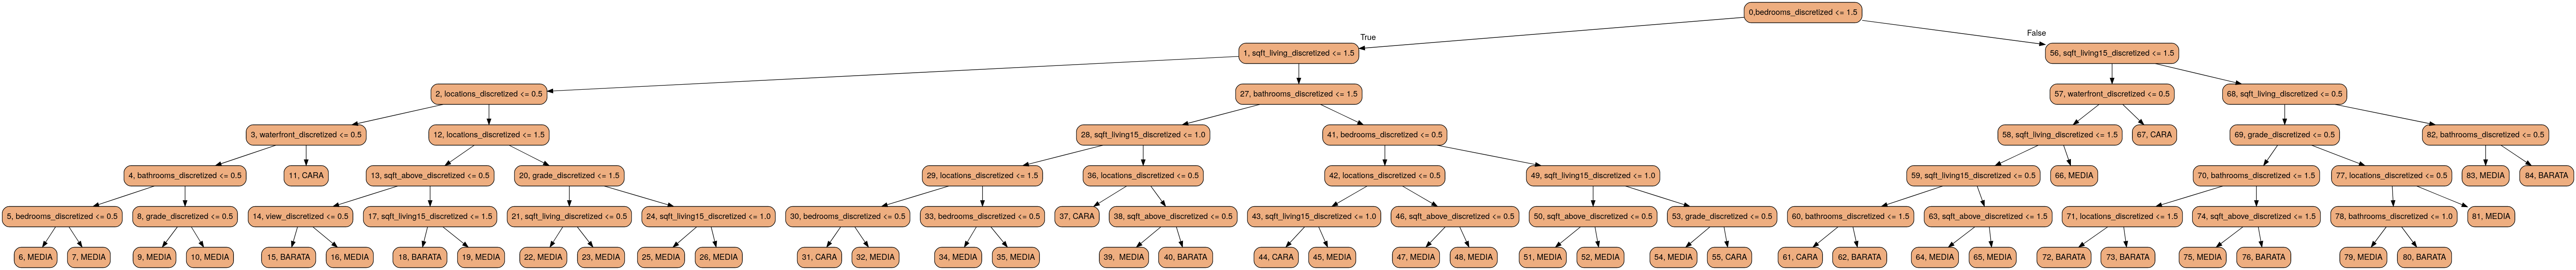 0,bedrooms_discretized <= 1.5
True
False
1, sqft_living_discretized <= 1.5
56, sqft_living15_discretized <= 1.5
2, locations_discretized <= 0.5
27, bathrooms_discretized <= 1.5
57, waterfront_discretized <= 0.5
68, sqft_living_discretized <= 0.5
3, waterfront_discretized <= 0.5
12, locations_discretized <= 1.5
28, sqft_living15_discretized <= 1.0
41, bedrooms_discretized <= 0.5
58, sqft_living_discretized <= 1.5
67, CARA
69, grade_discretized <= 0.5
82, bathrooms_discretized <= 0.5
4, bathrooms_discretized <= 0.5
11, CARA
13, sqft_above_discretized <= 0.5
20, grade_discretized <= 1.5
29, locations_discretized <= 1.5
36, locations_discretized <= 0.5
42, locations_discretized <= 0.5
49, sqft_living15_discretized <= 1.0
59, sqft_living15_discretized <= 0.5
66, MEDIA
70, bathrooms_discretized <= 1.5
77, locations_discretized <= 0.5
83, MEDIA
84, BARATA
5, bedrooms_discretized <= 0.5
8, grade_discretized <= 0.5
14, view_discretized <= 0.5
17, sqft_living15_discretized <= 1.5
21, sqft_living_discretized <= 0.5
24, sqft_living15_discretized <= 1.0
30, bedrooms_discretized <= 0.5
33, bedrooms_discretized <= 0.5
37, CARA
38, sqft_above_discretized <= 0.5
43, sqft_living15_discretized <= 1.0
46, sqft_above_discretized <= 0.5
50, sqft_above_discretized <= 0.5
53, grade_discretized <= 0.5
60, bathrooms_discretized <= 1.5
63, sqft_above_discretized <= 1.5
71, locations_discretized <= 1.5
74, sqft_above_discretized <= 1.5
78, bathrooms_discretized <= 1.0
81, MEDIA
6, MEDIA
7, MEDIA
9, MEDIA
10, MEDIA
15, BARATA
16, MEDIA
18, BARATA
19, MEDIA
22, MEDIA
23, MEDIA
25, MEDIA
26, MEDIA
31, CARA
32, MEDIA
34, MEDIA
35, MEDIA
39, MEDIA
40, BARATA
44, CARA
45, MEDIA
47, MEDIA
48, MEDIA
51, MEDIA
52, MEDIA
54, MEDIA
55, CARA
61, CARA
62, BARATA
64, MEDIA
65, MEDIA
72, BARATA
73, BARATA
75, MEDIA
76, BARATA
79, MEDIA
80, BARATA